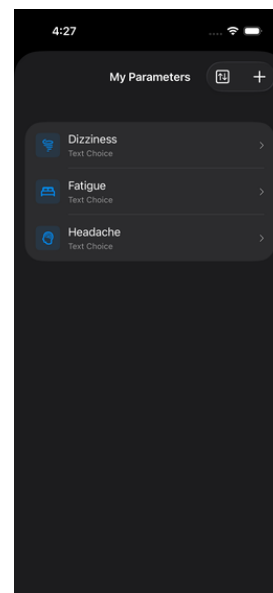 4:27
My Parameters
Dizziness
Text Choice
Fatigue
Text Choice
Headache
Text Choice